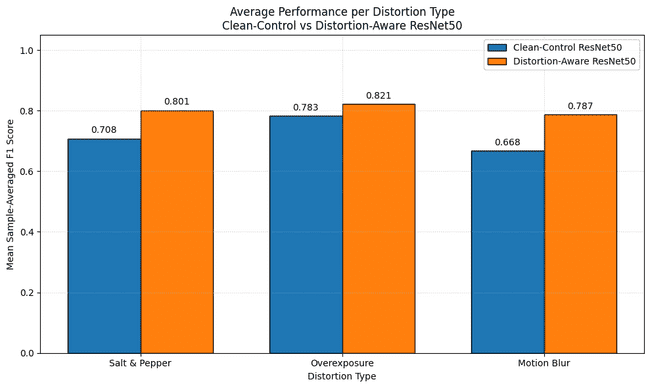 Average Performance per Distortion Type
Clean-Control vs Distortion-Aware ResNet50
Clean-Control ResNet50
Distortion-Aware ResNet50
Mean Sample-Averaged F1 Score
1.0
0.8
0.6
0.4
0.2
0.0
0.708
0.801
0.783
0.821
0.668
0.787
Salt & Pepper
Overexposure
Motion Blur
Distortion Type